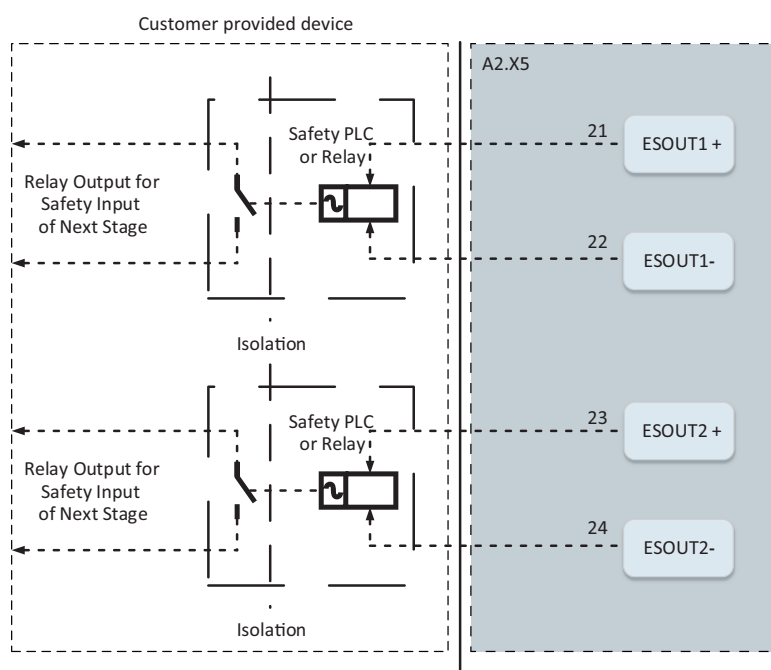 Customer provided device
A2.X5
Safety PLC
or Relay
21
ESOUT1 +
Relay Output for
Safety Input
of Next Stage
22
ESOUT1-
Isolation
Safety PLC
or Relay
23
ESOUT2 +
Relay Output for
Safety Input
of Next Stage
24
ESOUT2-
Isolation